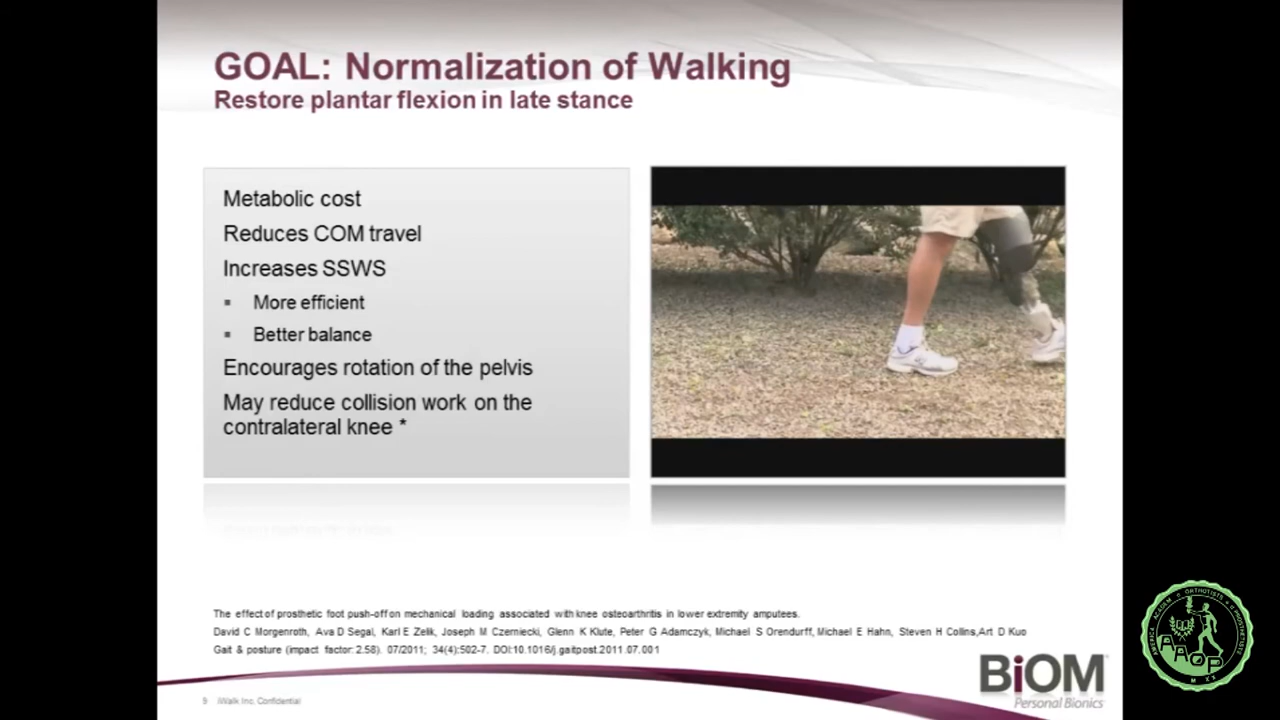 GOAL: Normalization of Walking
Restore plantar flexion in late stance
Metabolic cost
Reduces COM travel
Increases SSWS
▪ More efficient
▪ Better balance
Encourages rotation of the pelvis
May reduce collision work on the
contralateral knee *
The effect of prosthetic foot push-off on mechanical loading associated with knee osteoarthritis in lower extremity amputees.
David C Morgenroth, Ava D Segal, Karl E Zelik, Joseph M Czerniecki, Glenn K Klute, Peter G Adamczyk, Michael S Orendurff, Michael E Hahn, Steven H Collins,Art D Kuo
Gait & posture (impact factor: 2.58). 07/2011; 34(4):502-7. DOI:10.1016/j.gaitpost.2011.07.001
9 iWalk Inc. Confidential
BiOM
Personal Bionics
AAOP